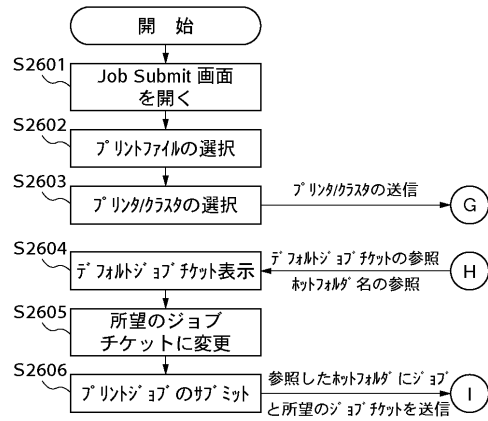 開 始
S2601
Job Submit 画面
を開く
S2602
プリントファイルの選択
S2603
プリンタ/クラスタの選択
プリンタ/クラスタの送信
G
S2604
デフォルトジョブチケット表示
デフォルトジョブチケットの参照
ホットフォルダ名の参照
H
S2605
所望のジョブ
チケットに変更
S2606
プリントジョブのサブミット
参照したホットフォルダにジョブ
と所望のジョブチケットを送信
I